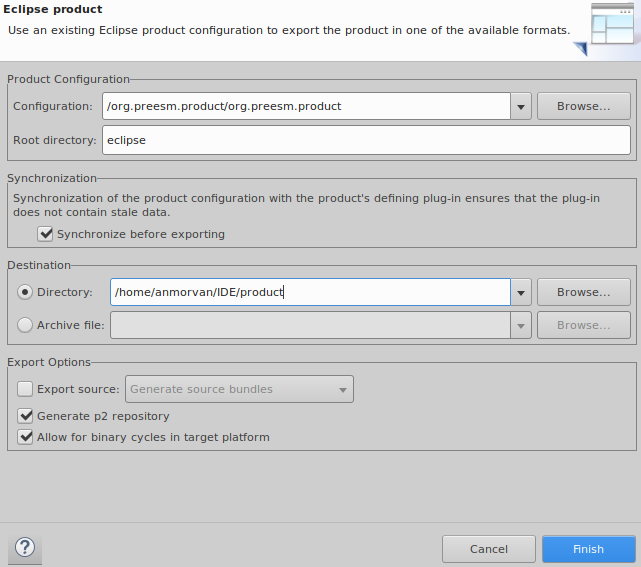 Eclipse product
Use an existing Eclipse product configuration to export the product in one of the available formats.
Product Configuration
Configuration: /org.preesm.product/org.preesm.product Browse...
Root directory: eclipse
Synchronization
Synchronization of the product configuration with the product's defining plug-in ensures that the plug-in
does not contain stale data.
Synchronize before exporting
Destination
Directory: /home/anmorvan/IDE/product Browse...
Archive file: Browse...
Export Options
Export source: Generate source bundles
Generate p2 repository
Allow for binary cycles in target platform
? Cancel Finish